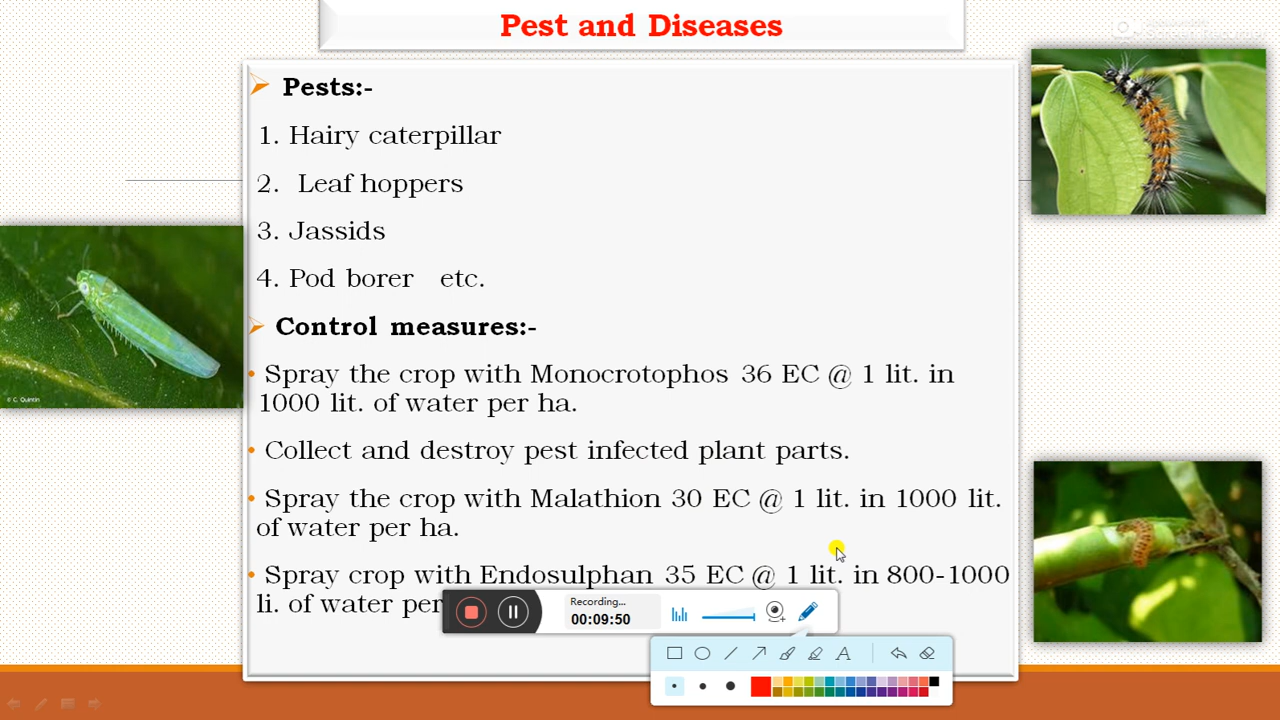 Pest and Diseases
Pests:-
1. Hairy caterpillar
2. Leaf hoppers
3. Jassids
4. Pod borer etc.
Control measures:-
• Spray the crop with Monocrotophos 36 EC @ 1 lit. in
1000 lit. of water per ha.
• Collect and destroy pest infected plant parts.
• Spray the crop with Malathion 30 EC @ 1 lit. in 1000 lit.
of water per ha.
• Spray crop with Endosulphan 35 EC @ 1 lit. in 800-1000
li. of water per
© C. Quintin
Recording...
00:09:50
A